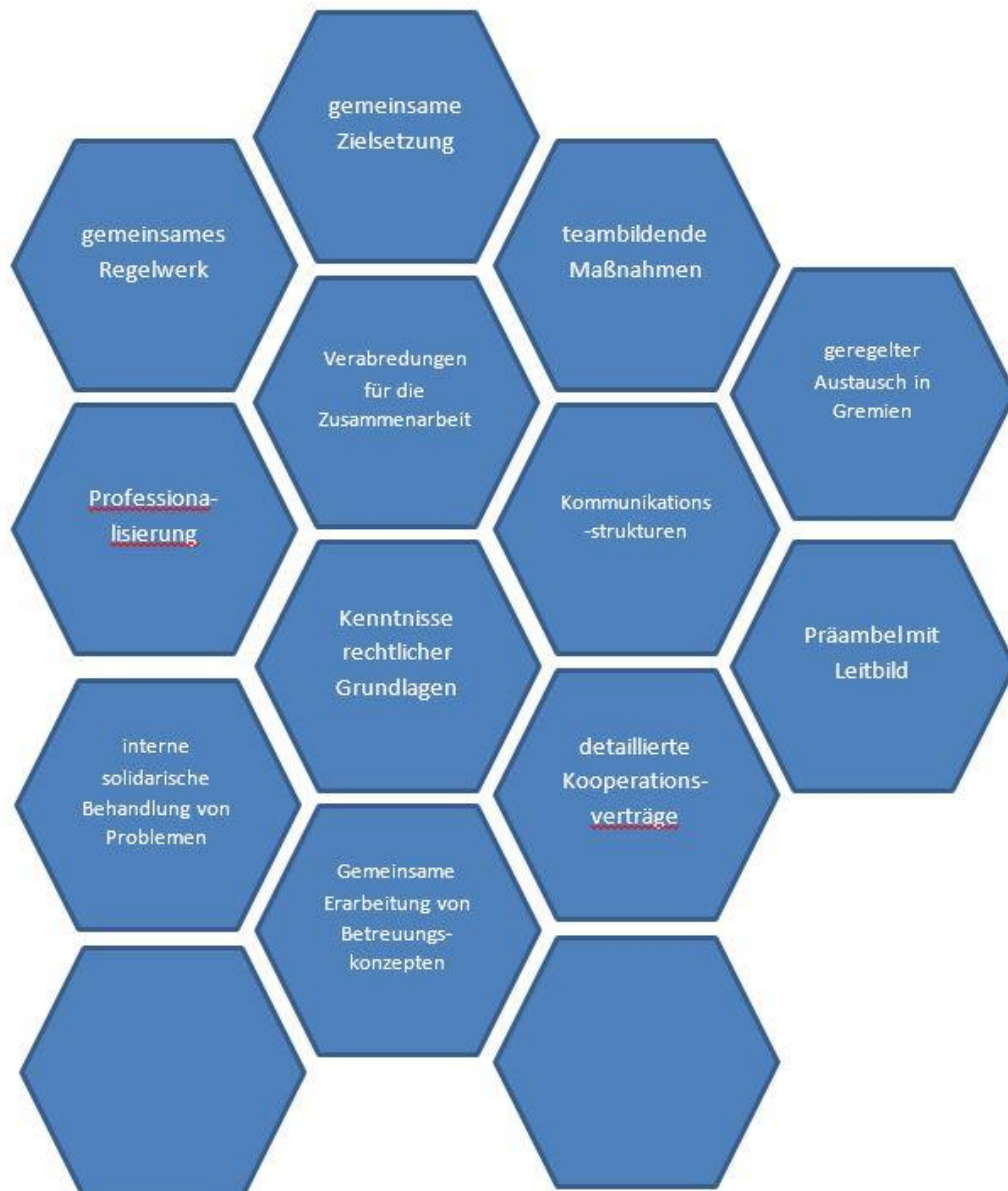 gemeinsame
Zielsetzung
gemeinsames
Regelwerk
teambildende
Maßnahmen
Verabredungen
für die
Zusammenarbeit
geregelter
Austausch in
Gremien
Professiona-
lisierung
Kommunikations
-strukturen
Kenntnisse
rechtlicher
Grundlagen
Präambel mit
Leitbild
interne
solidarische
Behandlung von
Problemen
detaillierte
Kooperations-
verträge
Gemeinsame
Erarbeitung von
Betreuungs-
konzepten